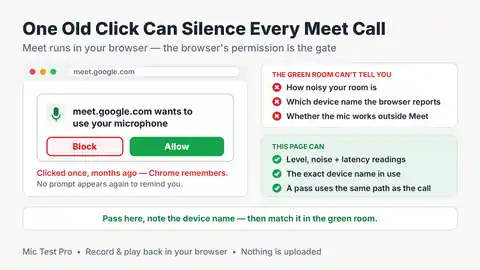 One Old Click Can Silence Every Meet Call
Meet runs in your browser — the browser's permission is the gate
meet.google.com
meet.google.com wants to
use your microphone
Block
Allow
Clicked once, months ago — Chrome remembers.
No prompt appears again to remind you.
THE GREEN ROOM CAN'T TELL YOU
How noisy your room is
Which device name the browser reports
Whether the mic works outside Meet
THIS PAGE CAN
Level, noise + latency readings
The exact device name in use
A pass uses the same path as the call
Pass here, note the device name — then match it in the green room.
Mic Test Pro • Record & play back in your browser • Nothing is uploaded